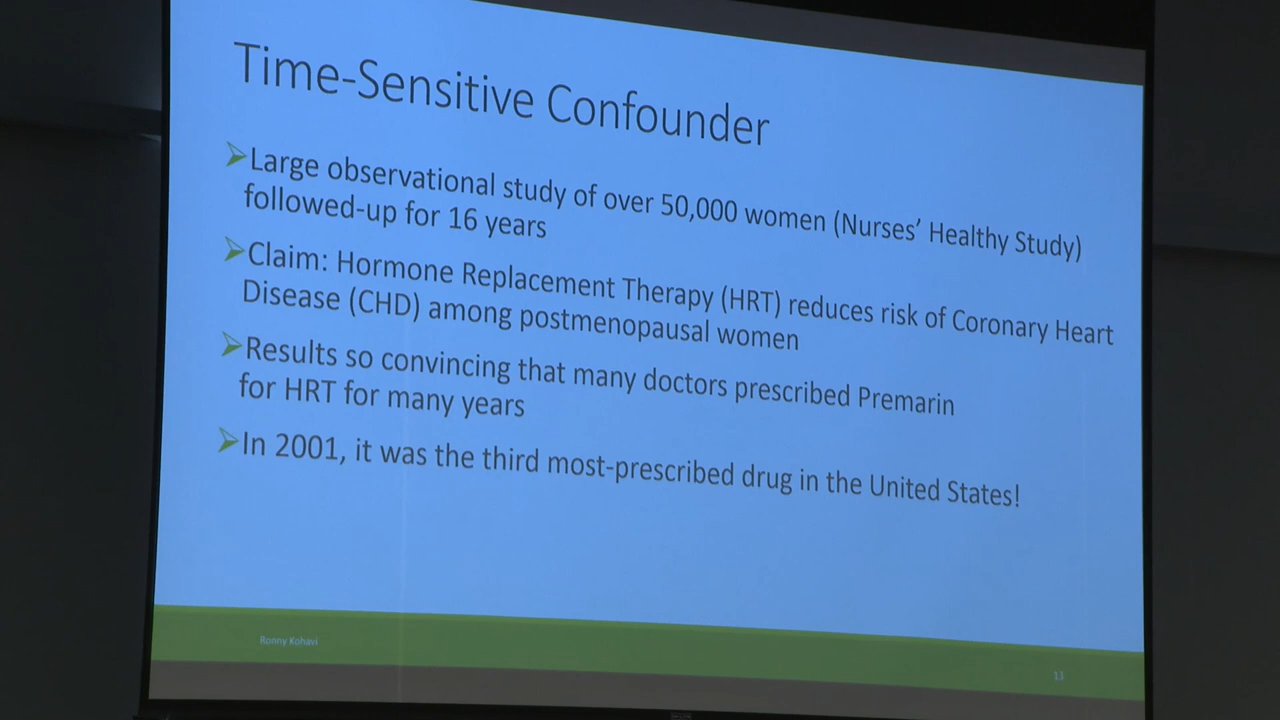 Time-Sensitive Confounder
Large observational study of over 50,000 women (Nurses' Healthy Study)
followed-up for 16 years
Claim: Hormone Replacement Therapy (HRT) reduces risk of Coronary Heart
Disease (CHD) among postmenopausal women
Results so convincing that many doctors prescribed Premarin
for HRT for many years
In 2001, it was the third most-prescribed drug in the United States!
Ronny Kohavi
13